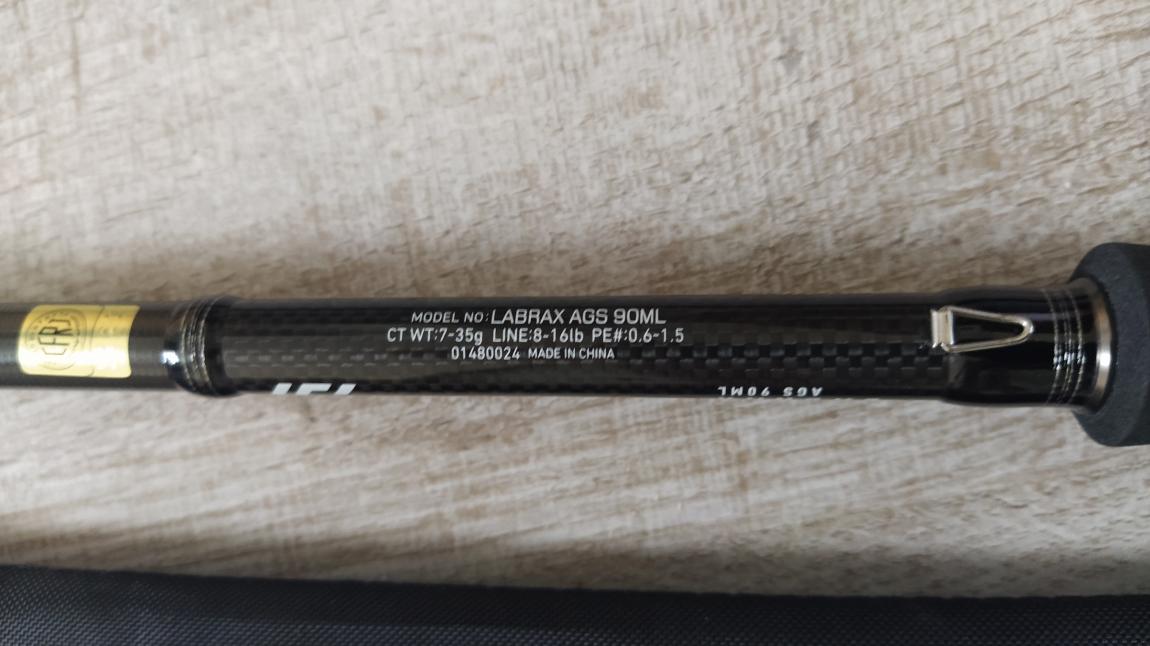 MODEL NO: LABRAX AGS 90ML
CT WT:7-35g LINE:8-16lb PE#:0.6-1.5
01480024 MADE IN CHINA
AGS 90ML
CFRJ